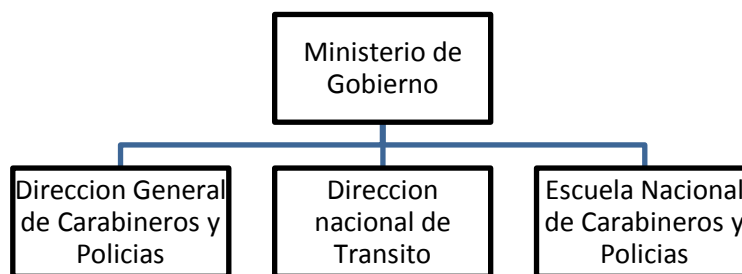 Ministerio de
Gobierno
Direccion General
de Carabineros y
Policias
Direccion
nacional de
Transito
Escuela Nacional
de Carabineros y
Policias